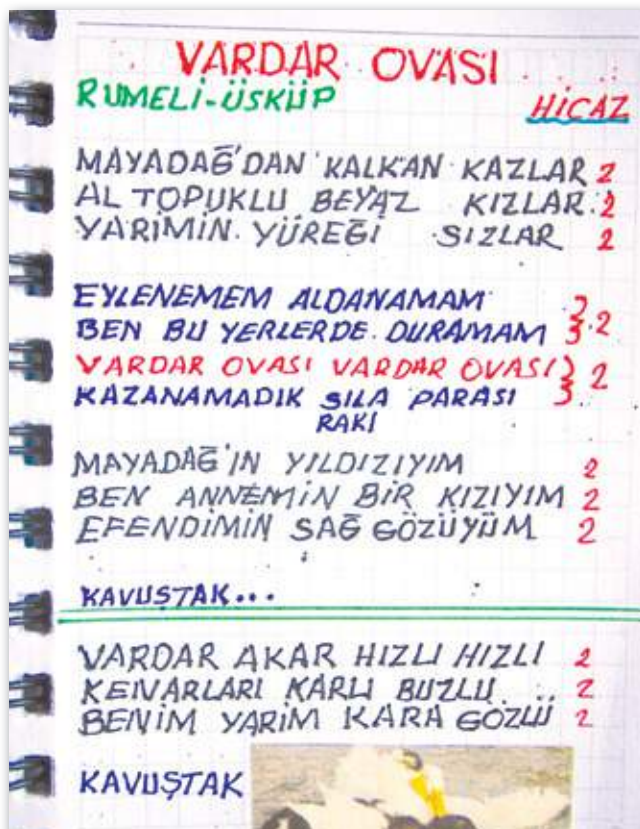 VARDAR OVASI
RUMELİ-ÜSKÜP HİCAZ
MAYADAĞ'DAN KALKAN KAZLAR 2
AL TOPUKLU BEYAZ KIZLAR 2
YARİMİN YÜREĞİ SIZLAR 2
EYLENEMEM ALDANAMAM
BEN BU YERLERDE DURAMAM } 2
VARDAR OVASI VARDAR OVASI
KAZANAMADIK SILA PARASI } 2
RAKI
MAYADAĞ'IN YILDIZIYIM 2
BEN ANNEMİN BİR KIZIYIM 2
EFENDİMİN SAĞ GÖZÜYÜM 2
KAVUŞTAK...
VARDAR AKAR HIZLI HIZLI 2
KENARLARI KARLI BUZLU 2
BENİM YARİM KARA GÖZLÜ 2
KAVUŞTAK